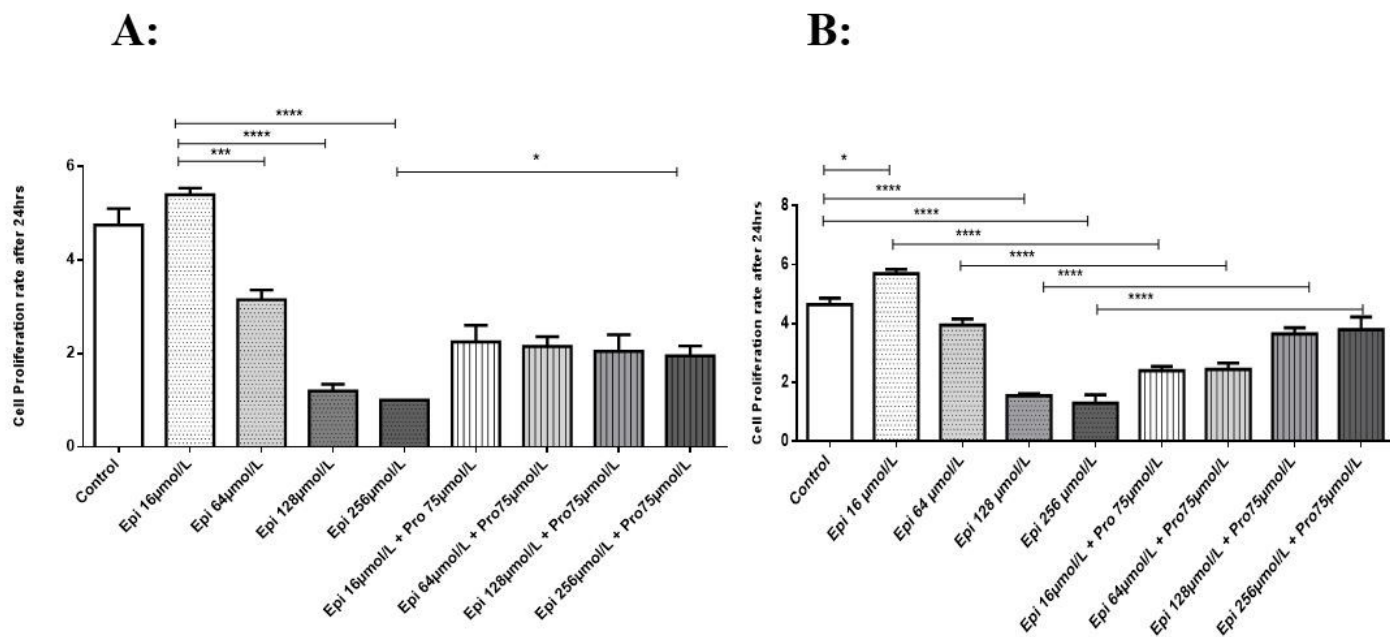 A:
B:
****
****
***
*
Cell Proliferation rate after 24hrs
6
4
2
0
Control
Epi 16µmol/L
Epi 64µmol/L
Epi 128µmol/L
Epi 256µmol/L
Epi 16µmol/L + Pro 75µmol/L
Epi 64µmol/L + Pro75µmol/L
Epi 128µmol/L + Pro75µmol/L
Epi 256µmol/L + Pro75µmol/L
*
****
****
****
****
****
****
Cell Proliferation rate after 24hrs
8
6
4
2
0
Control
Epi 16 µmol/L
Epi 64 µmol/L
Epi 128 µmol/L
Epi 256 µmol/L
Epi 16µmol/L + Pro 75µmol/L
Epi 64µmol/L + Pro75µmol/L
Epi 128µmol/L + Pro75µmol/L
Epi 256µmol/L + Pro75µmol/L